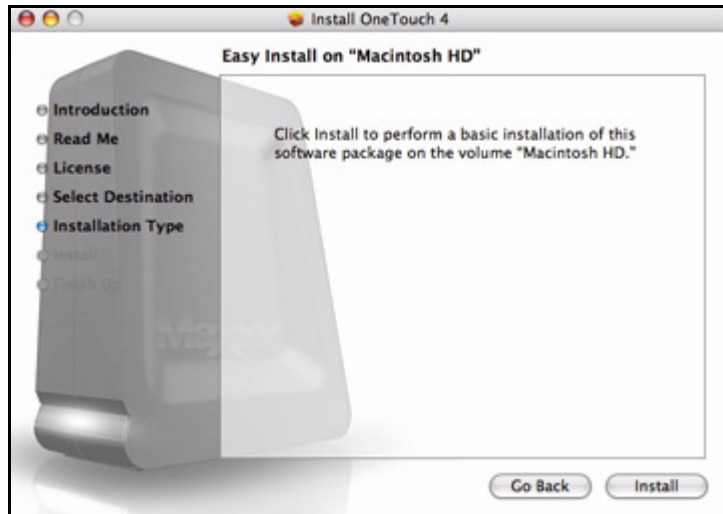 Install OneTouch 4
Easy Install on “Macintosh HD”
Introduction
Read Me
License
Select Destination
Installation Type
Install
Finish Up
Click Install to perform a basic installation of this
software package on the volume “Macintosh HD.”
Maxtor
Go Back
Install